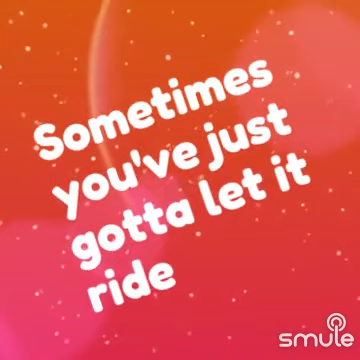 Sometimes
you've just
gotta let it
ride
smule